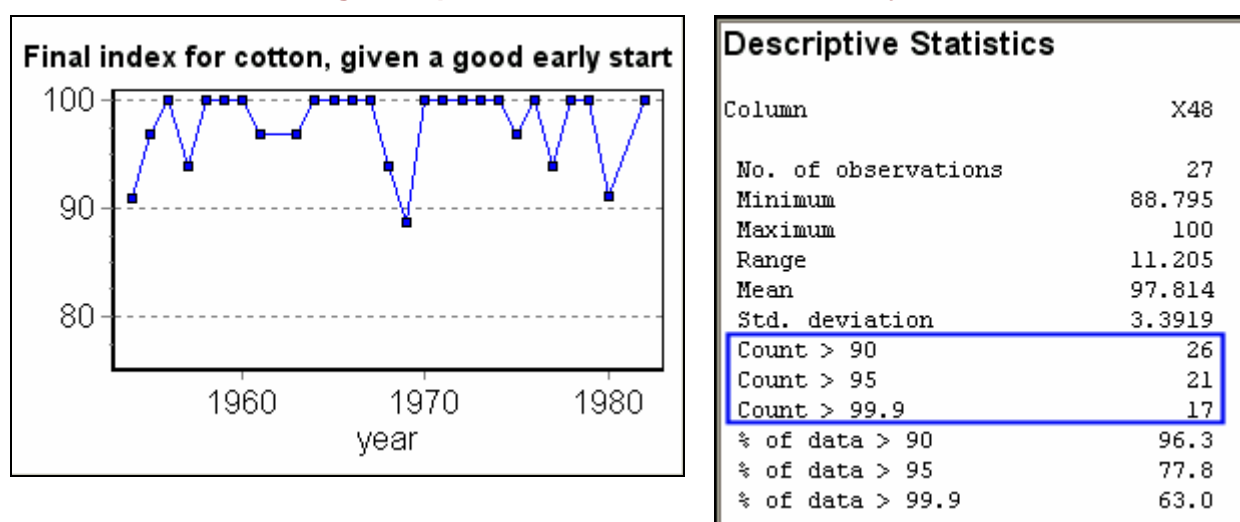 Final index for cotton, given a good early start
100
90
80
1960 1970 1980
year
Descriptive Statistics
Column X48
No. of observations 27
Minimum 88.795
Maximum 100
Range 11.205
Mean 97.814
Std. deviation 3.3919
Count > 90 26
Count > 95 21
Count > 99.9 17
% of data > 90 96.3
% of data > 95 77.8
% of data > 99.9 63.0